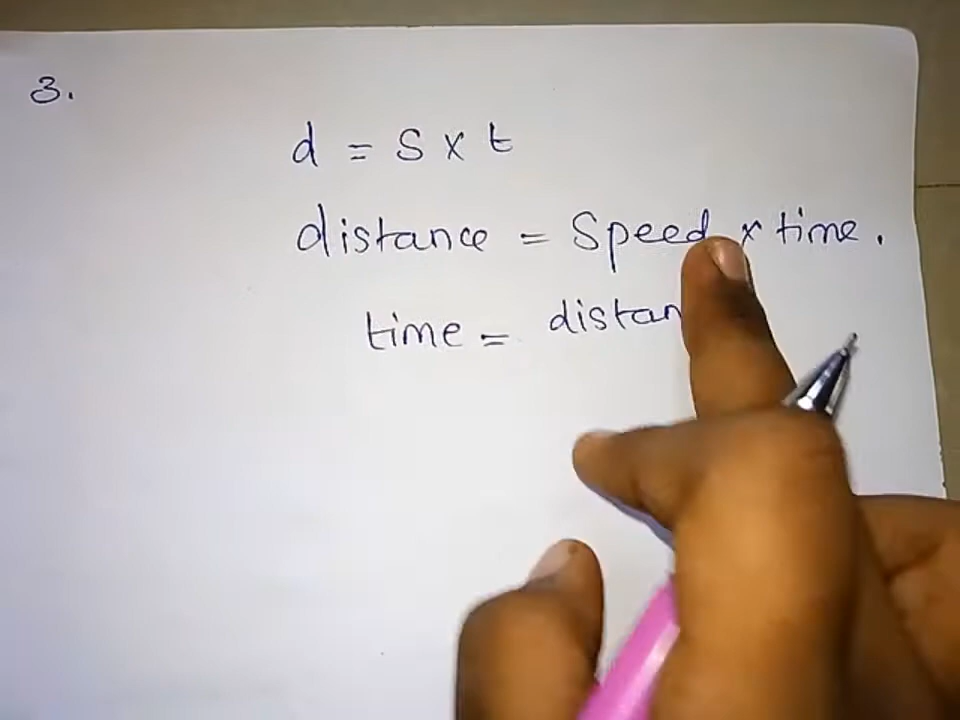 3.
d = s x t
distance = Speed x time.
time = distan